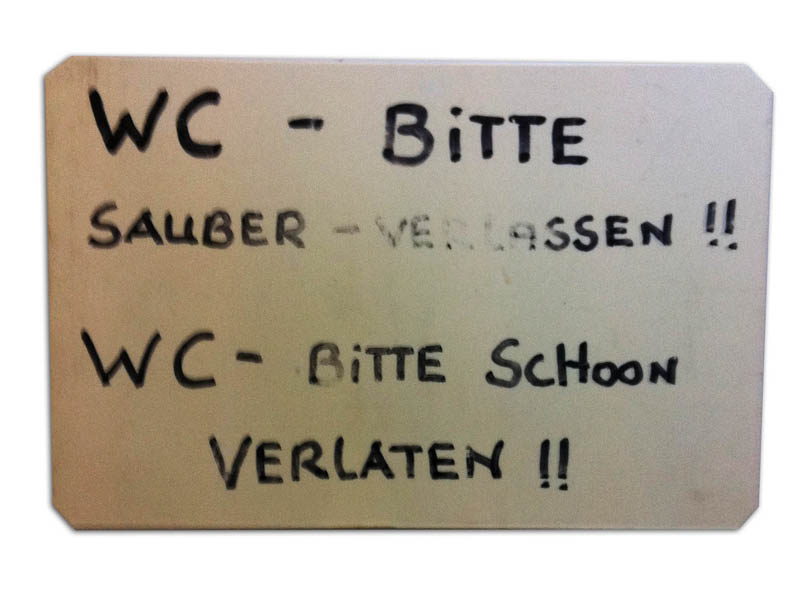 WC - BiTTE
SAUBER - VERLASSEN !!
WC - BiTTE SCHOON
VERLATEN !!